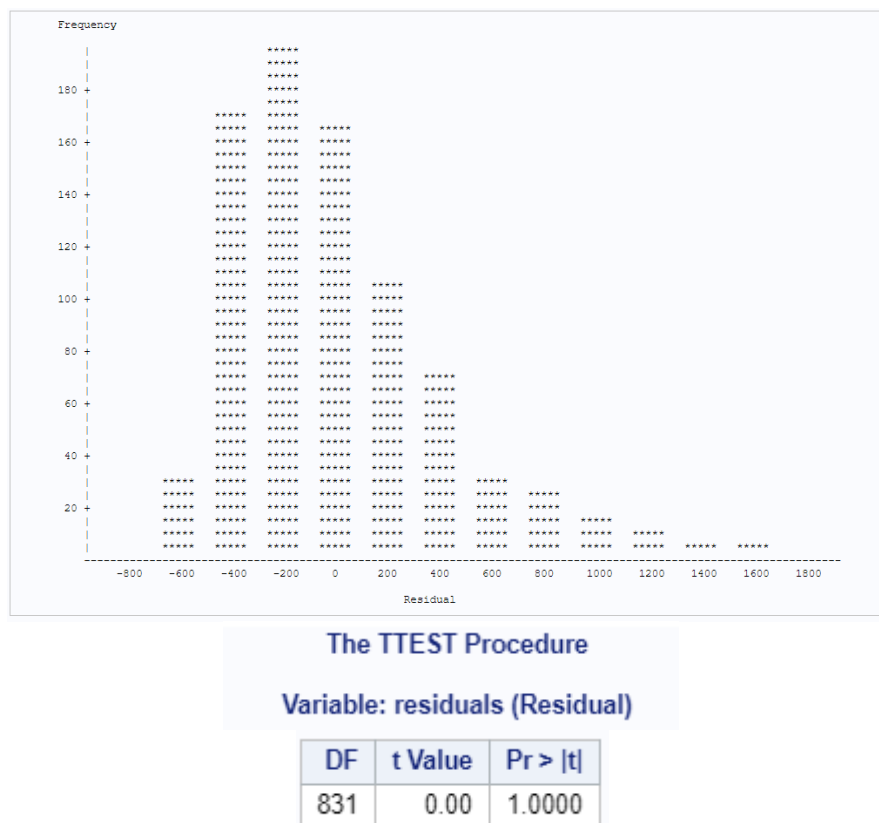 Frequency
180
160
140
120
100
80
60
40
20
-800 -600 -400 -200 0 200 400 600 800 1000 1200 1400 1600 1800
Residual
The TTEST Procedure
Variable: residuals (Residual)
DF t Value Pr > |t|
831 0.00 1.0000